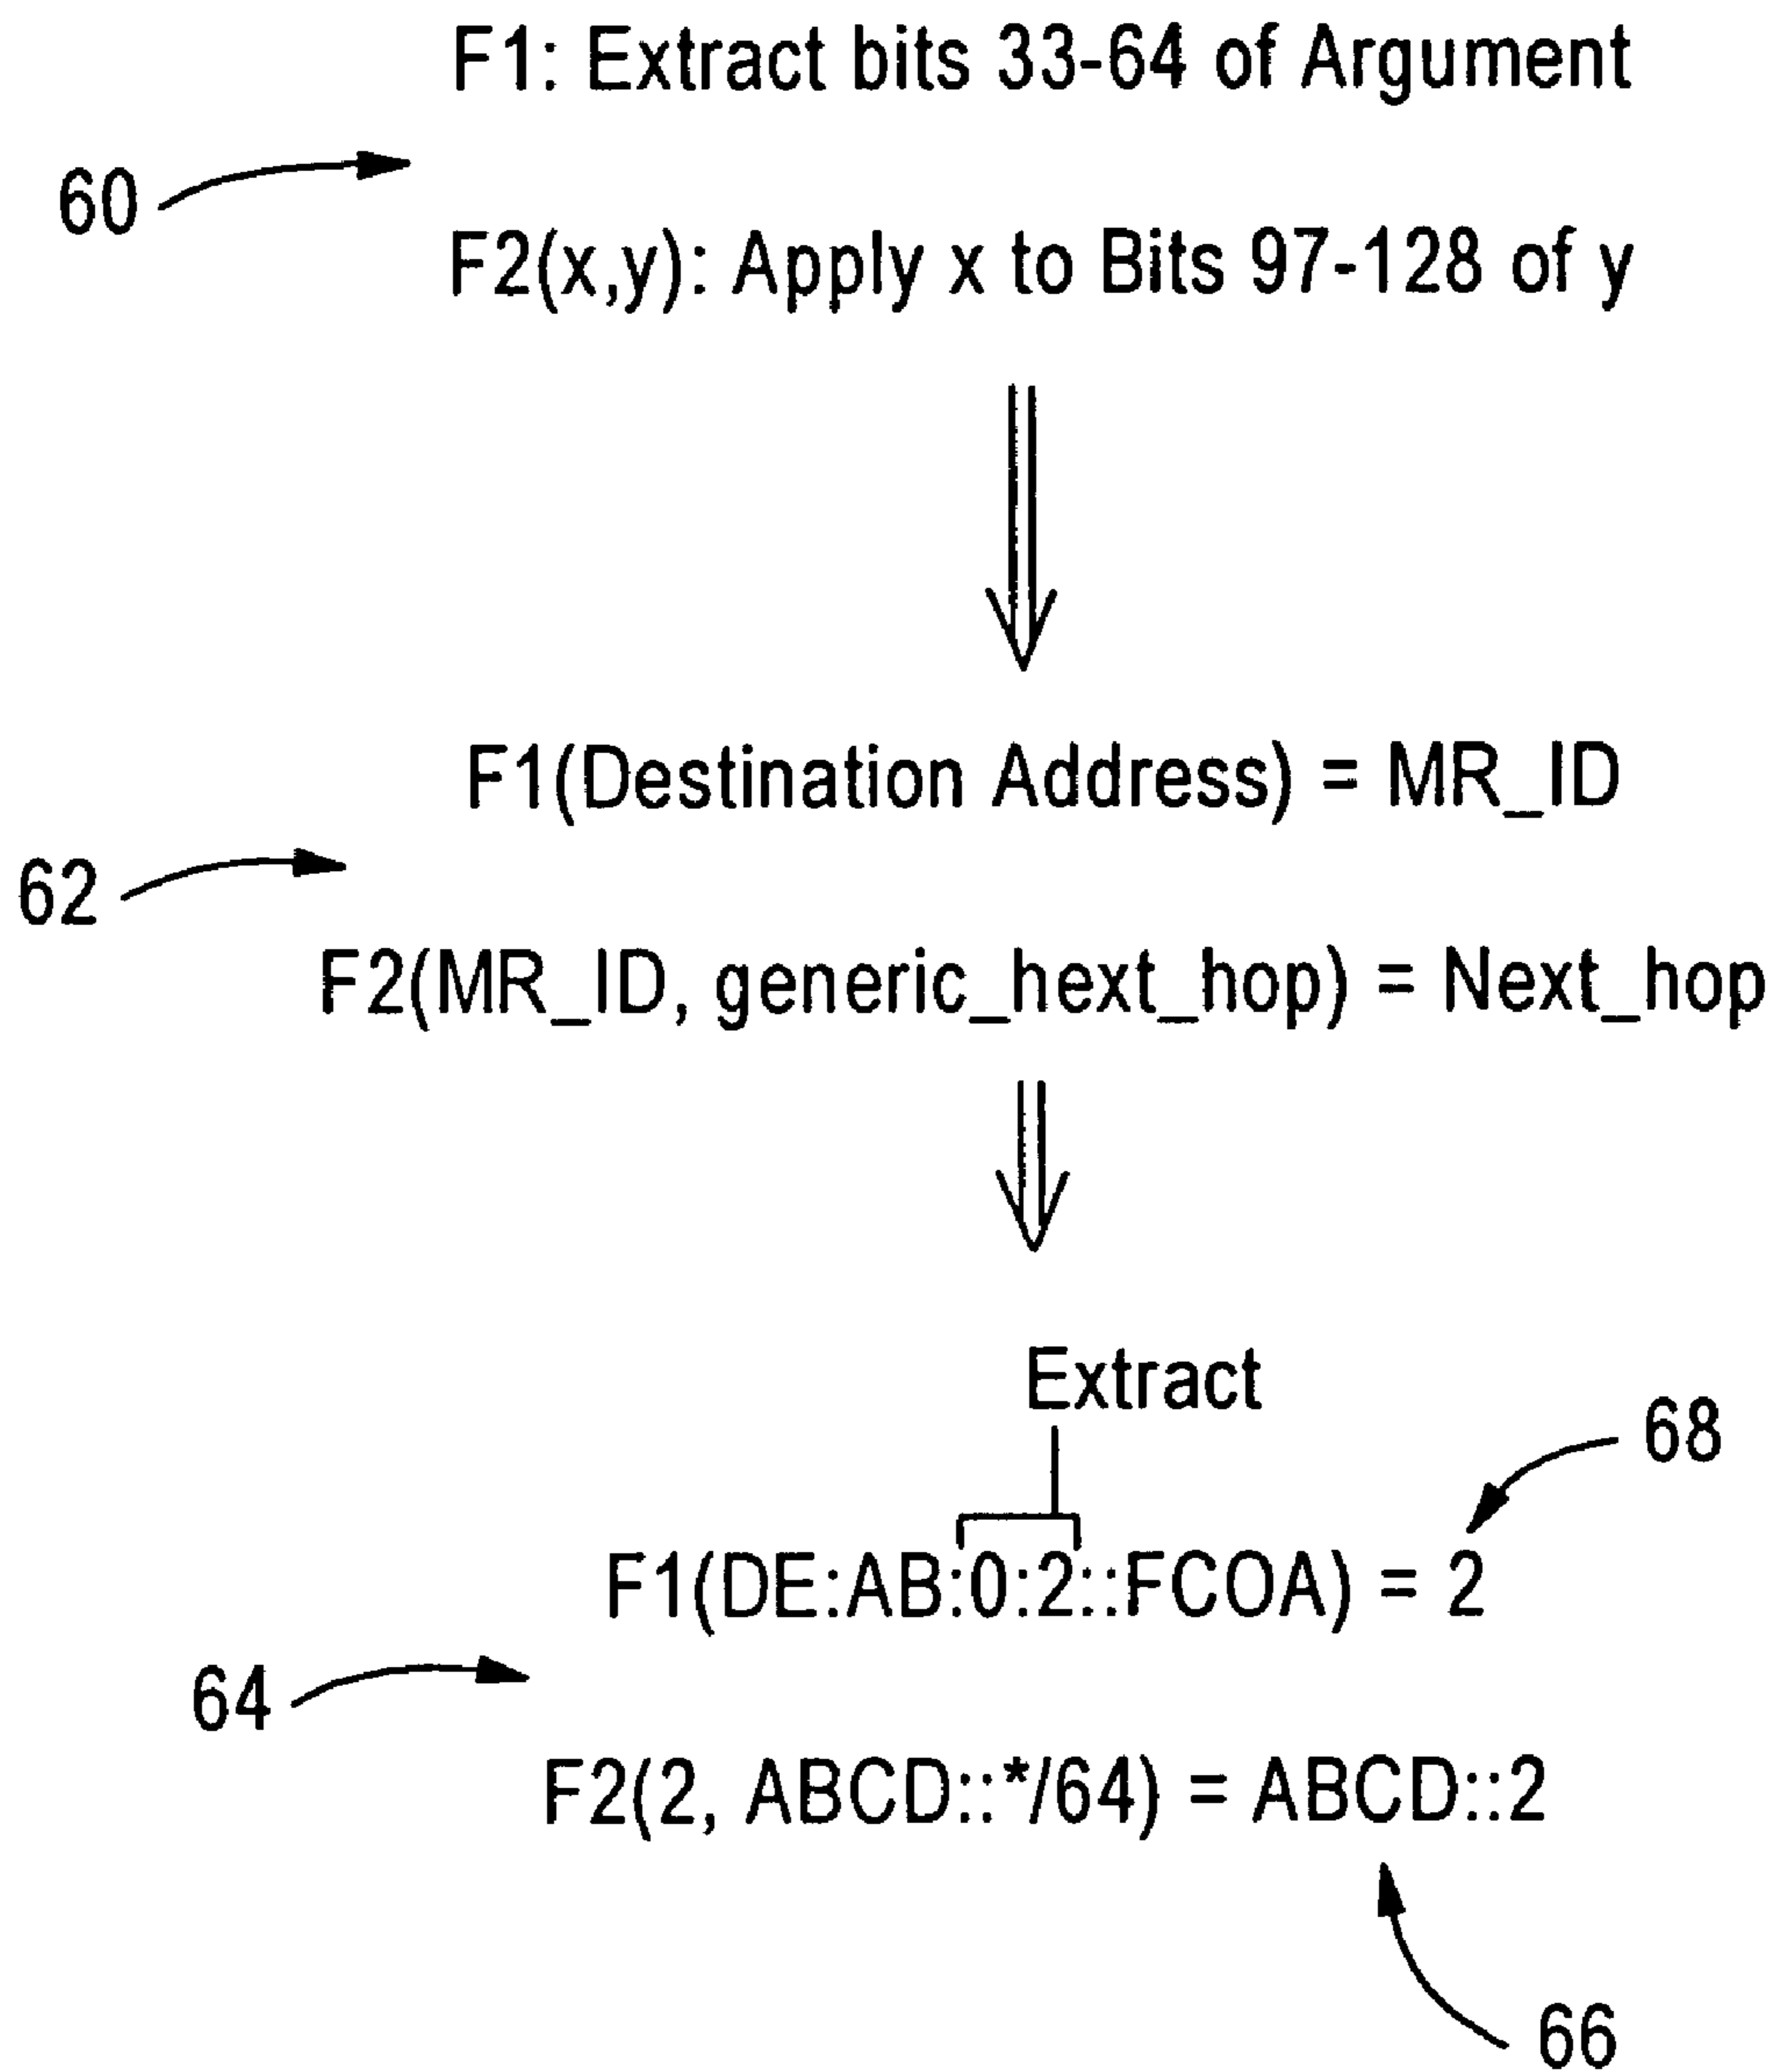 F1: Extract bits 33-64 of Argument
60
F2(x,y): Apply x to Bits 97-128 of y
F1(Destination Address) = MR_ID
62
F2(MR_ID, generic_hext_hop) = Next_hop
Extract
68
F1(DE:AB:0:2::FCOA) = 2
64
F2(2, ABCD::*/64) = ABCD::2
66